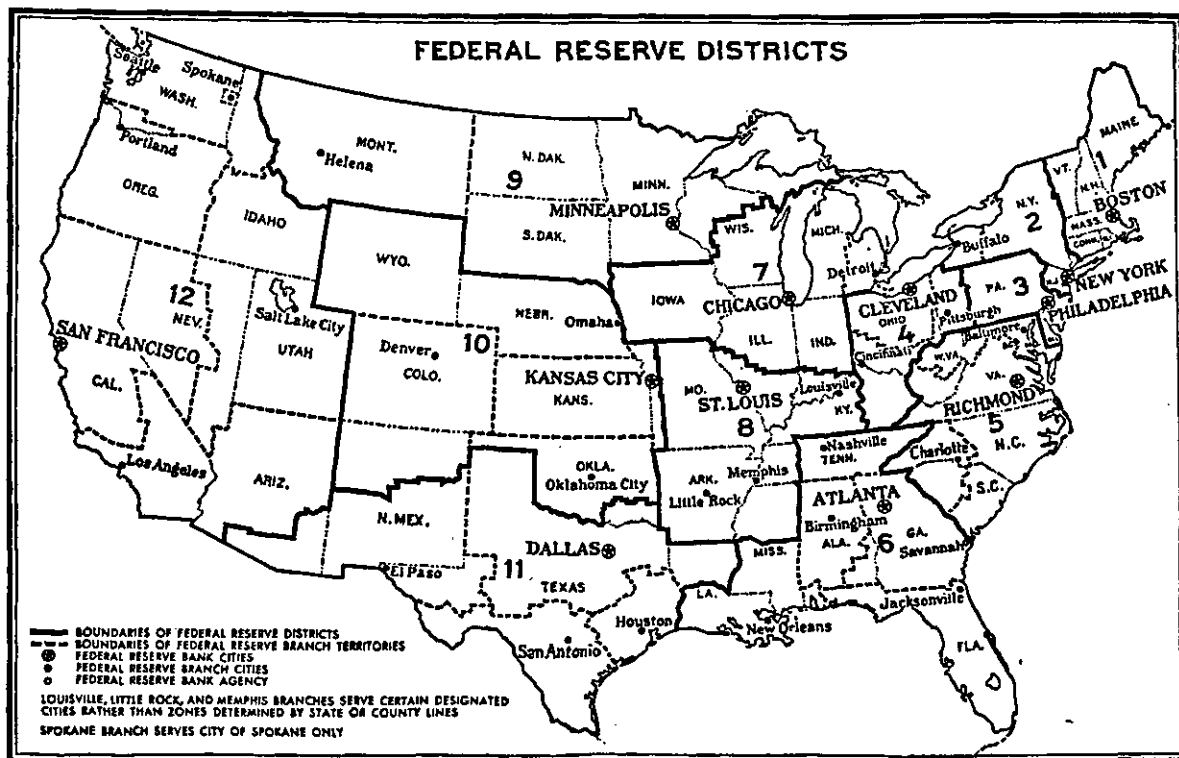 FEDERAL RESERVE DISTRICTS
Seattle
Spokane
WASH.
Portland
OREG.
IDAHO
MONT.
Helena
N. DAK.
9
S. DAK.
MINN.
MINNEAPOLIS
WIS.
MICH.
7
Detroit
MAINE
VT.
1
N.H.
BOSTON
MASS.
CONN.
N.Y.
2
Buffalo
NEW YORK
PA.
3
PHILADELPHIA
WYO.
NEBR.
Omaha
IOWA
CHICAGO
ILL.
IND.
CLEVELAND
OHIO
4
Pittsburgh
Cincinnati
Baltimore
W.VA.
VA.
RICHMOND
5
12
NEV.
Salt Lake City
SAN FRANCISCO
UTAH
CAL.
Los Angeles
ARIZ.
Denver
COLO.
10
KANSAS CITY
KANS.
MO.
ST. LOUIS
8
Louisville
KY.
Nashville
TENN.
Memphis
ARK.
Little Rock
OKLA.
Oklahoma City
N. MEX.
El Paso
11
DALLAS
TEXAS
Houston
San Antonio
LA.
New Orleans
MISS.
ATLANTA
Birmingham
ALA.
6
GA.
Savannah
Jacksonville
FLA.
Charlotte
N.C.
S.C.
BOUNDARIES OF FEDERAL RESERVE DISTRICTS
BOUNDARIES OF FEDERAL RESERVE BRANCH TERRITORIES
FEDERAL RESERVE BANK CITIES
FEDERAL RESERVE BRANCH CITIES
FEDERAL RESERVE BANK AGENCY
LOUISVILLE, LITTLE ROCK, AND MEMPHIS BRANCHES SERVE CERTAIN DESIGNATED
CITIES RATHER THAN ZONES DETERMINED BY STATE OR COUNTY LINES
SPOKANE BRANCH SERVES CITY OF SPOKANE ONLY